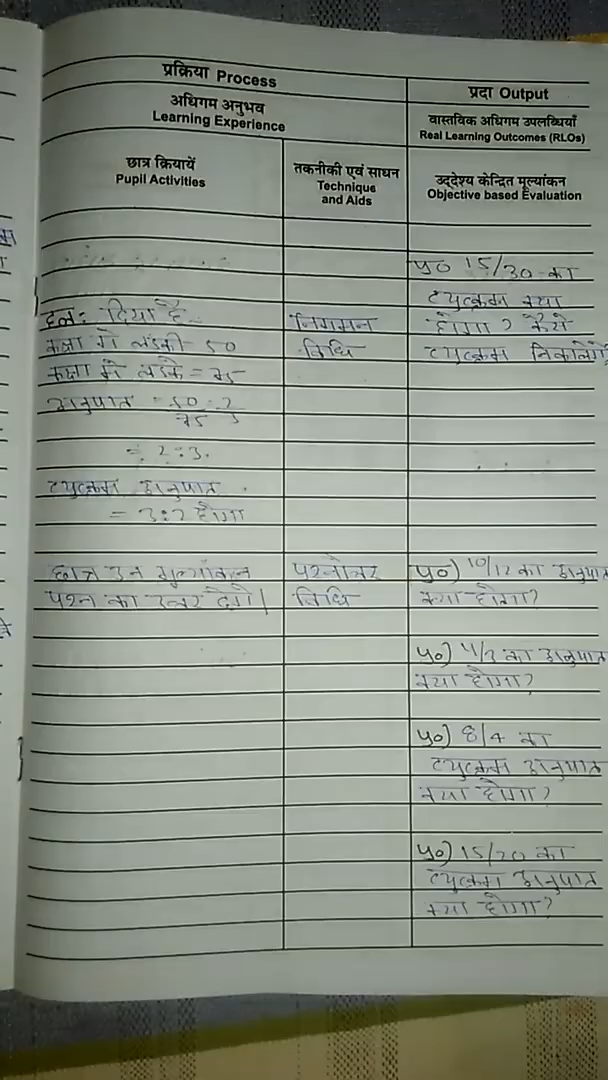 प्रक्रिया Process
प्रदा Output
अधिगम अनुभव
Learning Experience
वास्तविक अधिगम उपलब्धियाँ
Real Learning Outcomes (RLOs)
छात्र क्रियायें
Pupil Activities
तकनीकी एवं साधन
Technique
and Aids
उद्देश्य केन्द्रित मूल्यांकन
Objective based Evaluation
हल: दिया है
कक्षा में लडकी = 50
कक्षा में लडके = 75
अनुपात = 50/75 = 2/3
= 2:3.
व्युत्क्रम अनुपात
= 3:2 होगा
छात्र उन मूल्यांकन
प्रश्न का उत्तर देंगे।
निगमन
विधि
प्रश्नोत्तर
विधि
प्र० 15/30 का
व्युत्क्रम क्या
होगा? कैसे
व्युत्क्रम निकालेंगे
प्र०) 10/12 का अनुपात
क्या होगा?
प्र०) का अनुपात
क्या होगा?
प्र०) 8/4 का
व्युत्क्रम अनुपात
क्या होगा?
प्र०) 15/20 का
व्युत्क्रम अनुपात
क्या होगा?